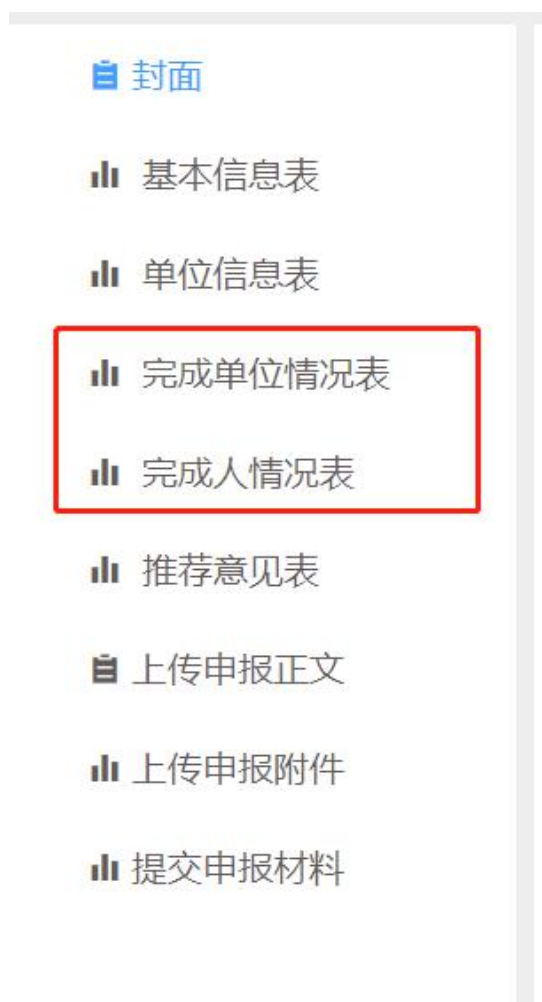 封面
基本信息表
单位信息表
完成单位情况表
完成人情况表
推荐意见表
上传申报正文
上传申报附件
提交申报材料